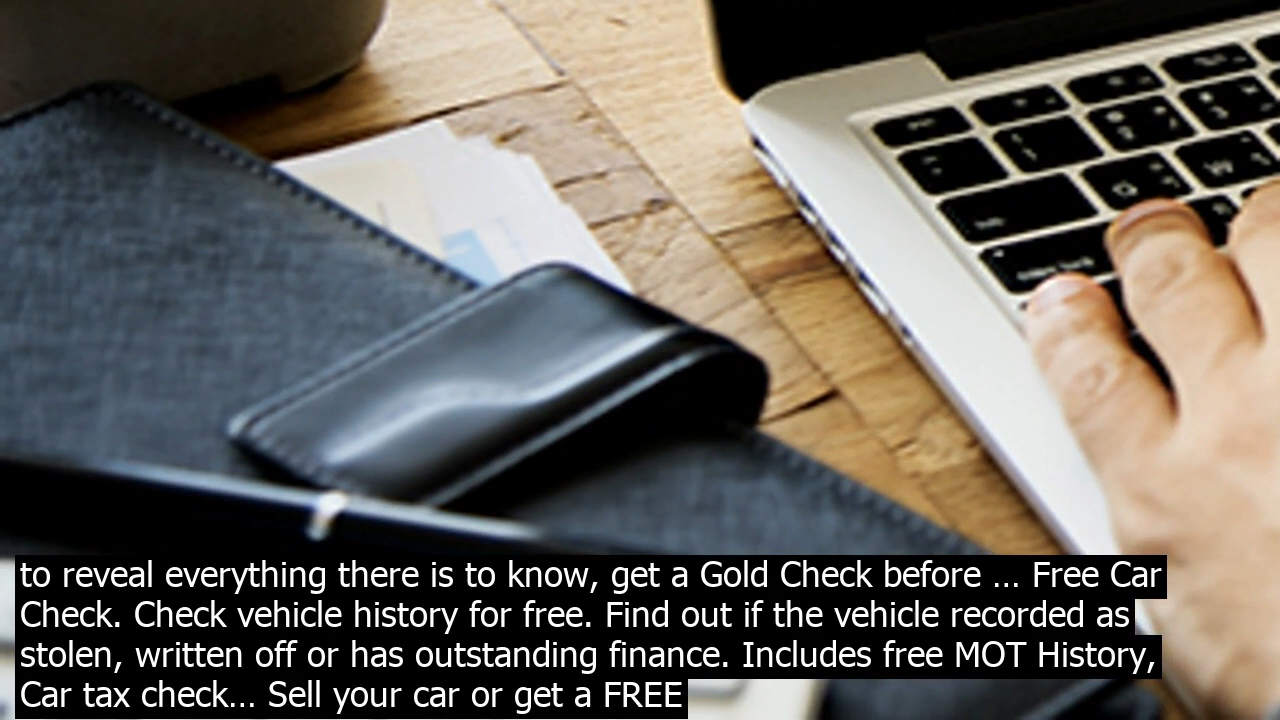 to reveal everything there is to know, get a Gold Check before … Free Car
Check. Check vehicle history for free. Find out if the vehicle recorded as
stolen, written off or has outstanding finance. Includes free MOT History,
Car tax check… Sell your car or get a FREE